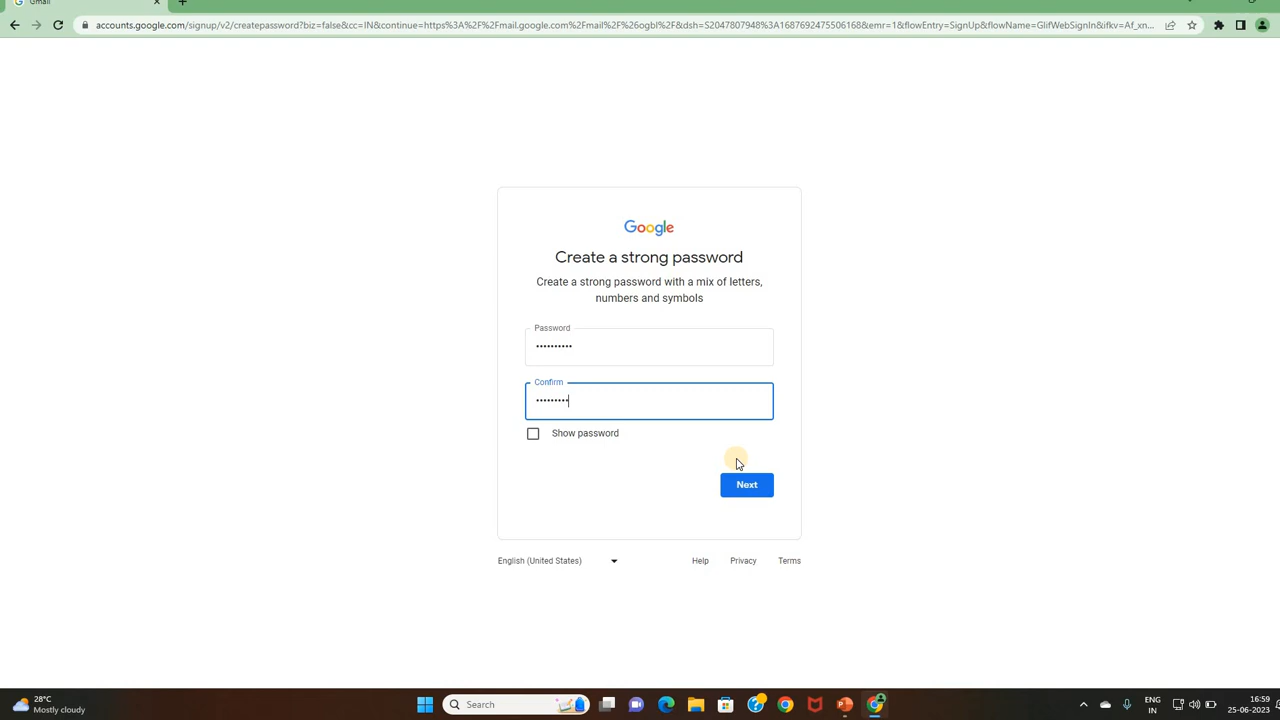 Gmail
accounts.google.com/signup/v2/createpassword?biz=false&cc=IN&continue=https%3A%2F%2Fmail.google.com%2Fmail%2F%26ogbl%2F&dsh=S2047807948%3A1687692475506168&emr=1&flowEntry=SignUp&flowName=GlifWebSignIn&ifkv=Af_xn...
Google
Create a strong password
Create a strong password with a mix of letters,
numbers and symbols
Password
••••••••••
Confirm
•••••••••
Show password
Next
English (United States)
Help
Privacy
Terms
28°C
Mostly cloudy
Search
ENG
IN
16:59
25-06-2023